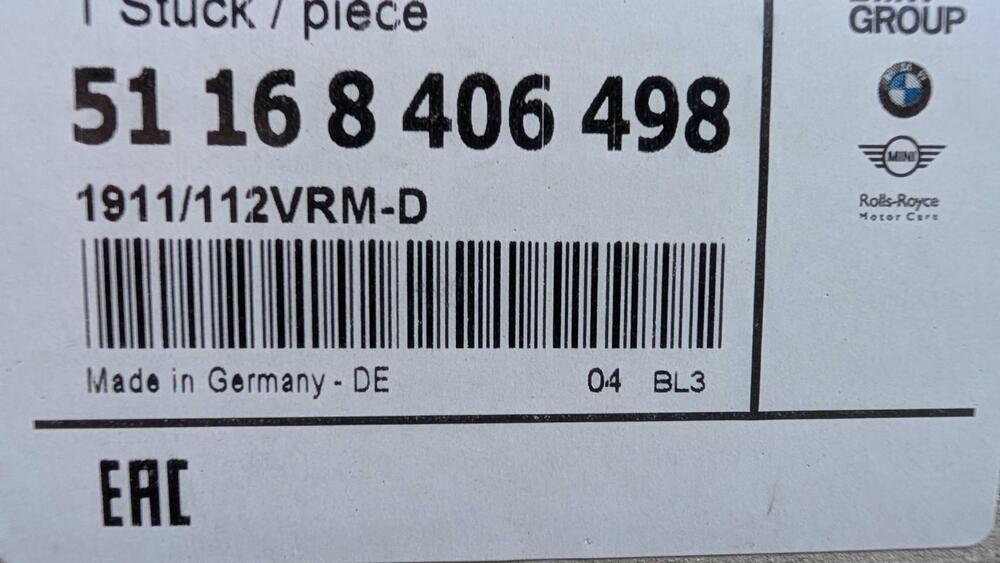 1 Stück / piece
51 16 8 406 498
1911/112VRM-D
Made in Germany - DE 04 BL3
EAC
GROUP
MINI
Rolls-Royce
Motor Cars